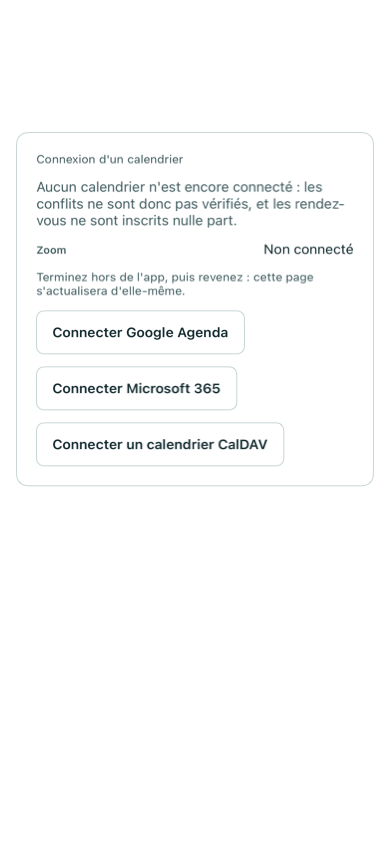 Connexion d'un calendrier
Aucun calendrier n'est encore connecté : les
conflits ne sont donc pas vérifiés, et les rendez-
vous ne sont inscrits nulle part.
Zoom Non connecté
Terminez hors de l'app, puis revenez : cette page
s'actualisera d'elle-même.
Connecter Google Agenda
Connecter Microsoft 365
Connecter un calendrier CalDAV